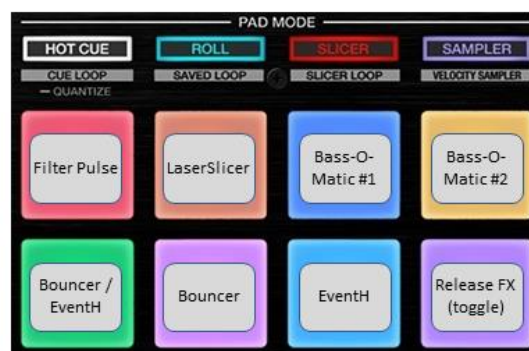 PAD MODE
HOT CUE ROLL SLICER SAMPLER
CUE LOOP SAVED LOOP SLICER LOOP VELOCITY SAMPLER
– QUANTIZE
Filter Pulse LaserSlicer Bass-O-Matic #1 Bass-O-Matic #2
Bouncer / EventH Bouncer EventH Release FX (toggle)